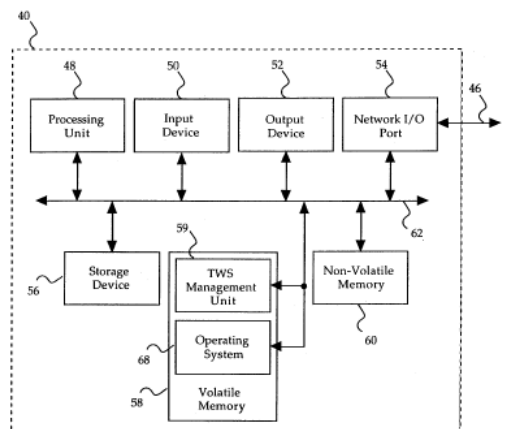 40
48
50
52
54
46
Processing
Unit
Input
Device
Output
Device
Network I/O
Port
62
59
56
Storage
Device
TWS
Management
Unit
Non-Volatile
Memory
60
68
Operating
System
58
Volatile
Memory